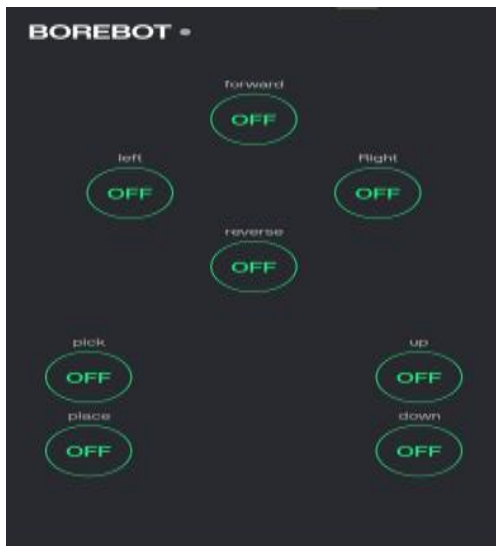 BOREBOT
forward
OFF
left
Right
OFF
OFF
reverse
OFF
pick
up
OFF
OFF
place
down
OFF
OFF